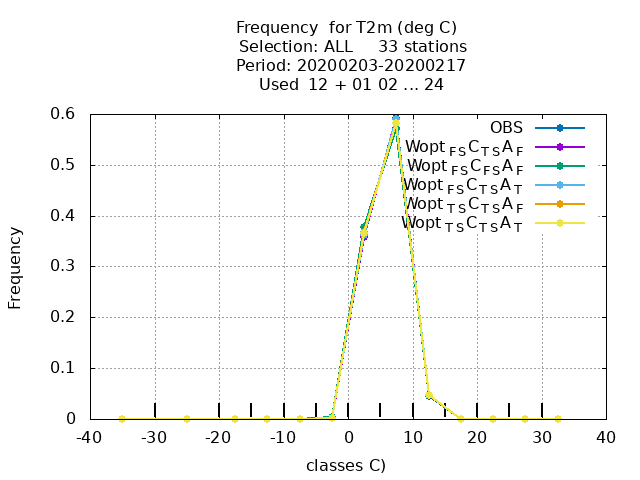 Frequency  for T2m (deg C)
Selection: ALL     33 stations
Period: 20200203-20200217
Used  12 + 01 02 ... 24
0.6
0.5
0.4
0.3
0.2
0.1
0
Frequency
OBS
Wopt FS C TS A F
Wopt FS C FS A F
Wopt FS C TS A T
Wopt TS C TS A F
Wopt TS C TS A T
-40 -30 -20 -10 0 10 20 30 40
classes C)